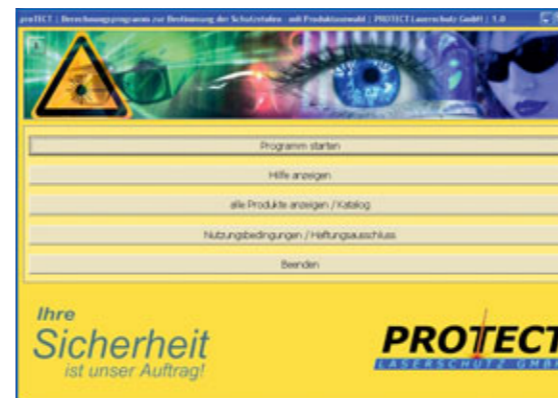 proTECT | Berechnungsprogramm zur Bestimmung der Schutzstufen - mit Produktauswahl | PROTECT Laserschutz GmbH | 1.0
Programm starten
Hilfe anzeigen
alle Produkte anzeigen / Katalog
Nutzungsbedingungen / Haftungsausschluss
Beenden
Ihre
Sicherheit
ist unser Auftrag!
PROTECT
LASERSCHUTZ GMBH